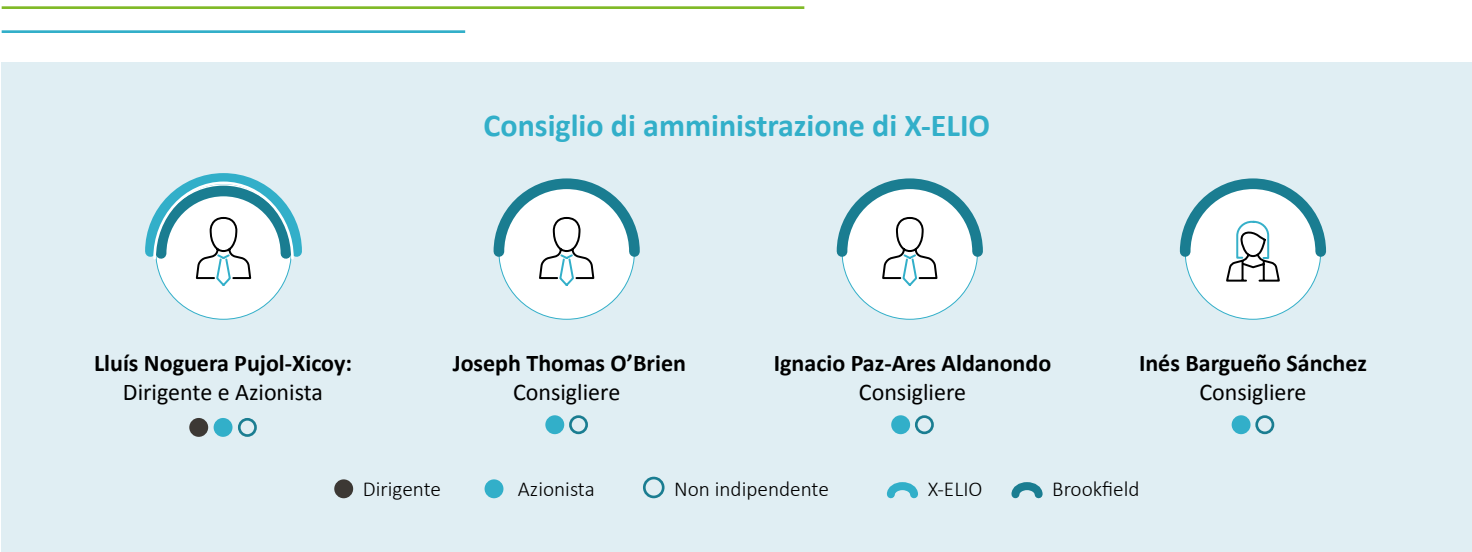 Consiglio di amministrazione di X-ELIO
Lluís Noguera Pujol-Xicoy:
Dirigente e Azionista
Joseph Thomas O’Brien
Consigliere
Ignacio Paz-Ares Aldanondo
Consigliere
Inés Bargueño Sánchez
Consigliere
Dirigente
Azionista
Non indipendente
X-ELIO
Brookfield